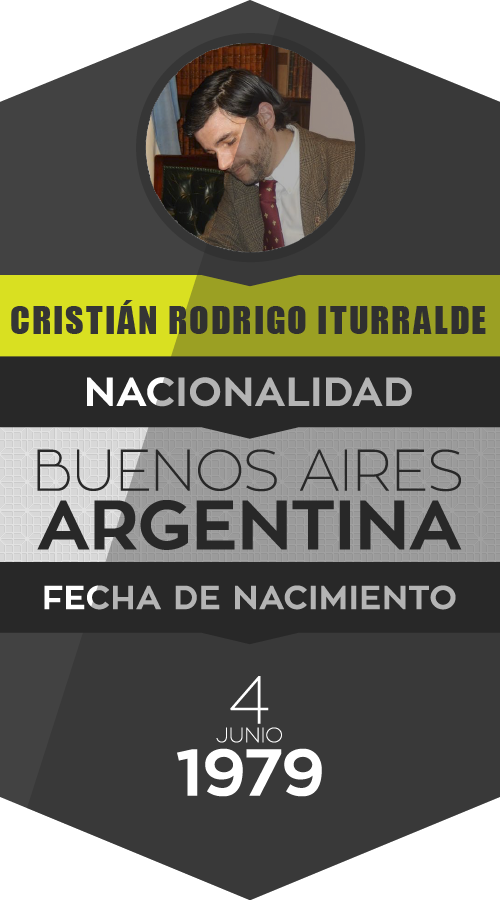 CRISTIÁN RODRIGO ITURRALDE
NACIONALIDAD
BUENOS AIRES
ARGENTINA
FECHA DE NACIMIENTO
4
JUNIO
1979